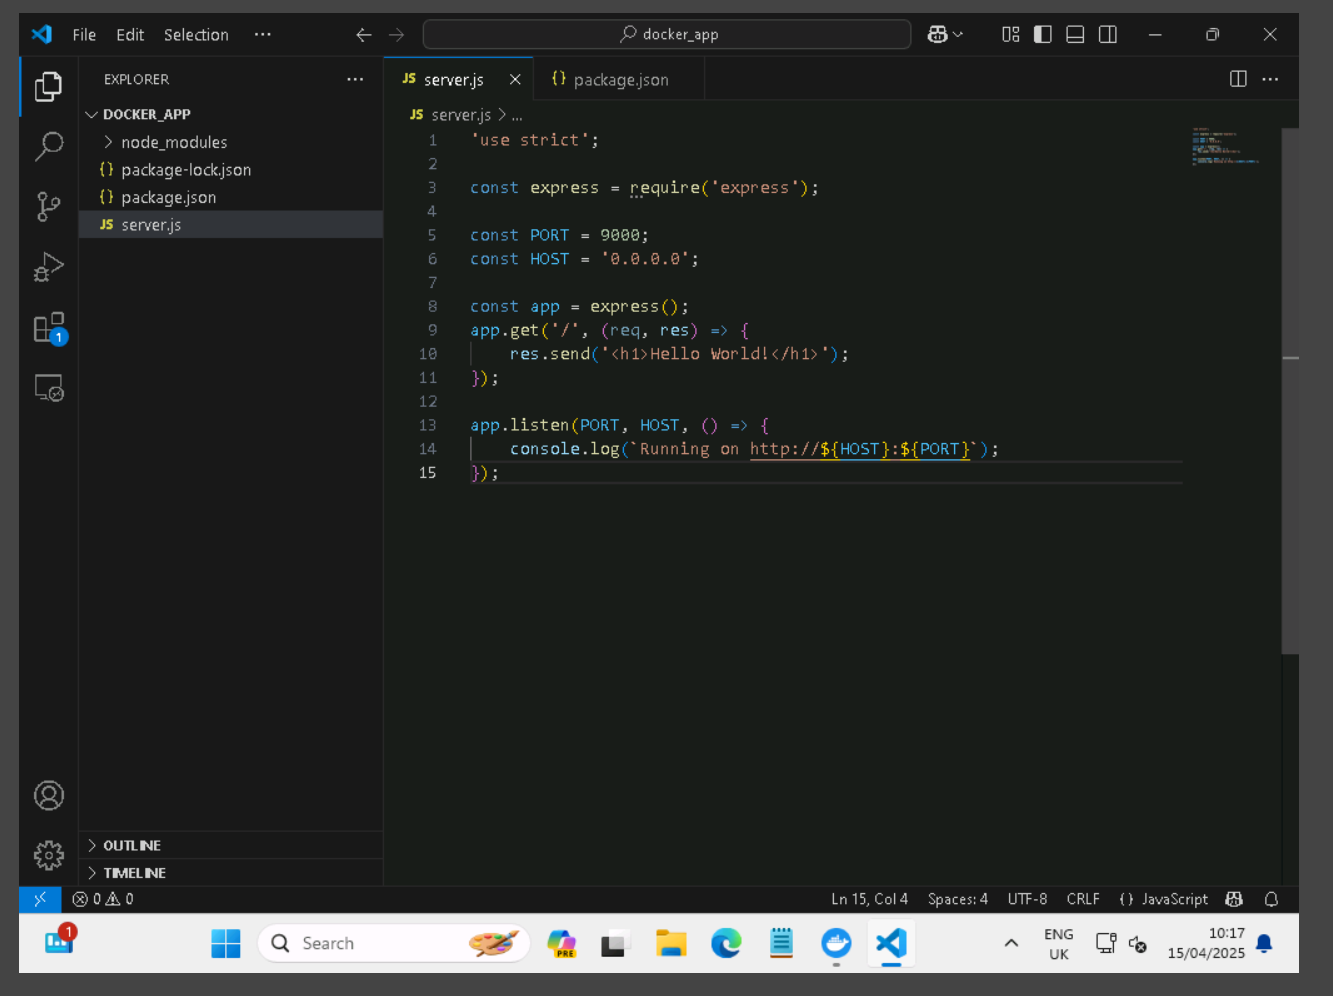 File Edit Selection ··· docker_app
EXPLORER ···
DOCKER_APP
node_modules
{} package-lock.json
{} package.json
JS server.js
JS server.js
{} package.json
JS server.js > ...
1 'use strict';
2
3 const express = require('express');
4
5 const PORT = 9000;
6 const HOST = '0.0.0.0';
7
8 const app = express();
9 app.get('/', (req, res) => {
10 res.send('<h1>Hello World!</h1>');
11 });
12
13 app.listen(PORT, HOST, () => {
14 console.log(`Running on http://${HOST}:${PORT}`);
15 });
1
OUTLINE
TIMELINE
0 0 Ln 15, Col 4 Spaces: 4 UTF-8 CRLF {} JavaScript
1 Search PRE ENG 10:17
UK 15/04/2025